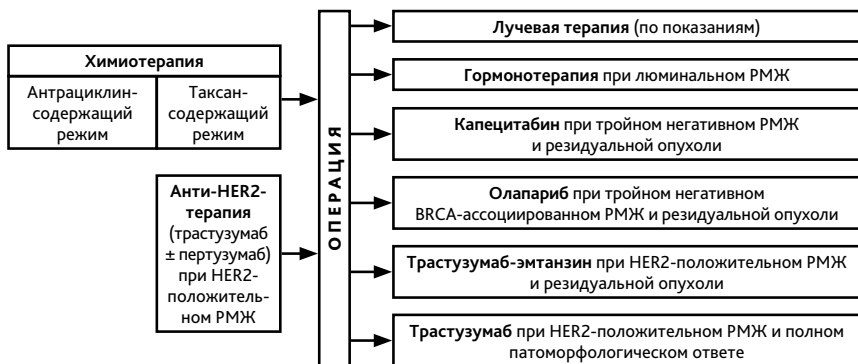 Химиотерапия
Антрациклин-
содержащий
режим
Таксан-
содержащий
режим
Анти-HER2-
терапия
(трастузумаб
± пертузумаб)
при HER2-
положитель-
ном РМЖ
ОПЕРАЦИЯ
Лучевая терапия (по показаниям)
Гормонотерапия при люминальном РМЖ
Капецитабин при тройном негативном РМЖ
и резидуальной опухоли
Олапариб при тройном негативном
BRCA-ассоциированном РМЖ и резидуальной опухоли
Трастузумаб-эмтанзин при HER2-положительном РМЖ
и резидуальной опухоли
Трастузумаб при HER2-положительном РМЖ и полном
патоморфологическом ответе